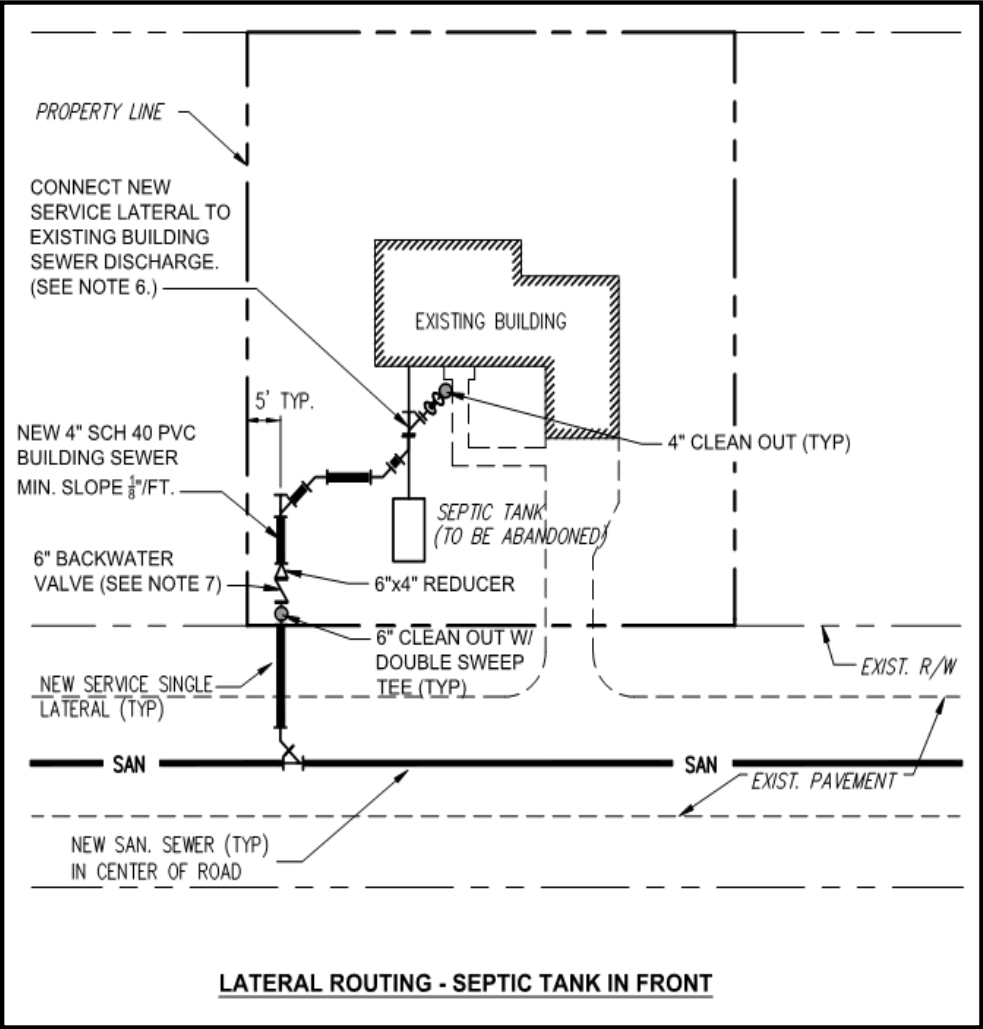 PROPERTY LINE
CONNECT NEW
SERVICE LATERAL TO
EXISTING BUILDING
SEWER DISCHARGE.
(SEE NOTE 6.)
EXISTING BUILDING
5' TYP.
NEW 4" SCH 40 PVC
BUILDING SEWER
MIN. SLOPE 1/8"/FT.
4" CLEAN OUT (TYP)
SEPTIC TANK
(TO BE ABANDONED)
6" BACKWATER
VALVE (SEE NOTE 7)
6"x4" REDUCER
6" CLEAN OUT W/
DOUBLE SWEEP
TEE (TYP)
EXIST. R/W
NEW SERVICE SINGLE
LATERAL (TYP)
SAN
SAN
EXIST. PAVEMENT
NEW SAN. SEWER (TYP)
IN CENTER OF ROAD
LATERAL ROUTING - SEPTIC TANK IN FRONT